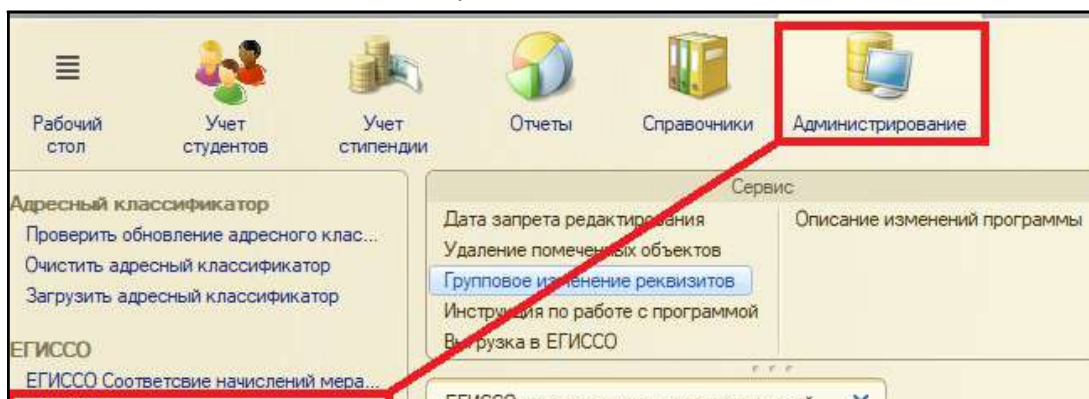 Рабочий стол
Учет студентов
Учет стипендии
Отчеты
Справочники
Администрирование
Адресный классификатор
Проверить обновление адресного клас...
Очистить адресный классификатор
Загрузить адресный классификатор
ЕГИССО
ЕГИССО Соответсвие начислений мера...
Сервис
Дата запрета редактирования
Удаление помеченных объектов
Групповое изменение реквизитов
Инструкция по работе с программой
Выгрузка в ЕГИССО
Описание изменений программы
ЕГИССО